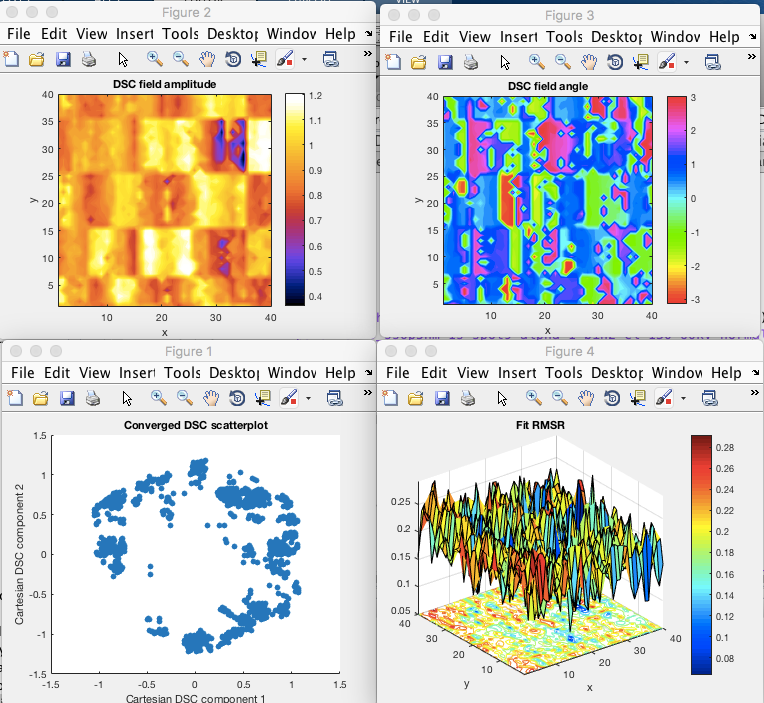 VIEW
Figure 2
File Edit View Insert Tools Desktop Window Help
»
DSC field amplitude
40
35
30
25
20
15
10
5
10 20 30 40
x
y
1.2
1.1
1
0.9
0.8
0.7
0.6
0.5
0.4
Figure 3
File Edit View Insert Tools Desktop Window Help
»
DSC field angle
40
35
30
25
20
15
10
5
10 20 30 40
x
y
3
2
1
0
-1
-2
-3
Figure 1
File Edit View Insert Tools Desktop Window Help
»
Converged DSC scatterplot
1.5
1
0.5
0
-0.5
-1
-1.5
-1.5 -1 -0.5 0 0.5 1 1.5
Cartesian DSC component 1
Cartesian DSC component 2
Figure 4
File Edit View Insert Tools Desktop Window Help
»
Fit RMSR
0.25
0.2
0.15
0.1
0.05
40
30
20
10
y
10
20
30
40
x
0.28
0.26
0.24
0.22
0.2
0.18
0.16
0.14
0.12
0.1
0.08